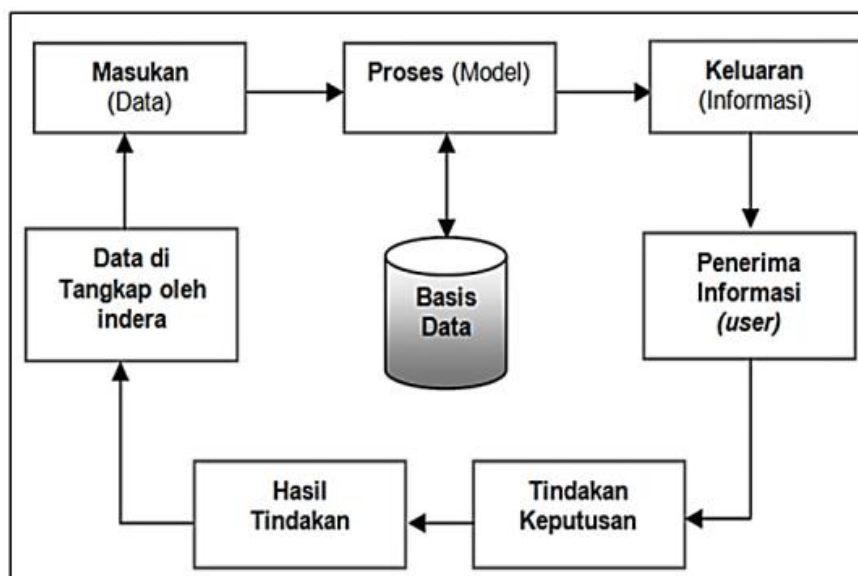 Masukan
(Data)
Proses (Model)
Keluaran
(Informasi)
Data di
Tangkap oleh
indera
Basis
Data
Penerima
Informasi
(user)
Hasil
Tindakan
Tindakan
Keputusan